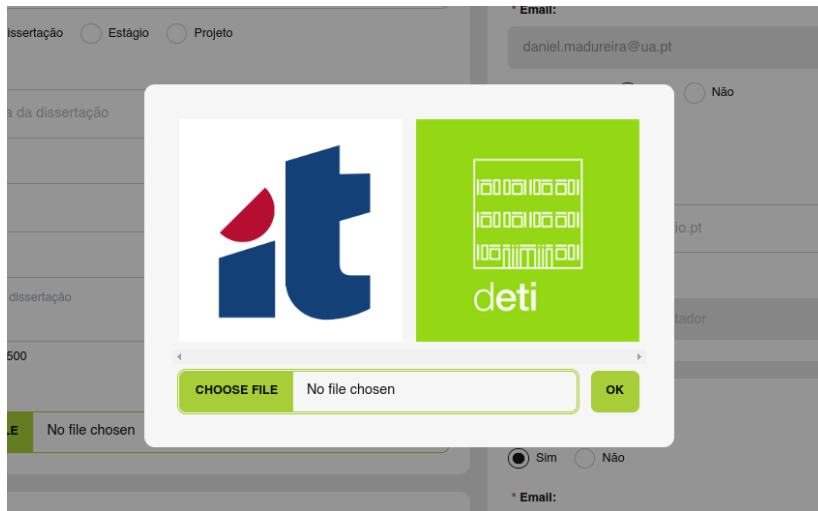 * Email:
issertação Estágio Projeto
daniel.madureira@ua.pt
Não
a da dissertação
it
deti
io.pt
dissertação
tador
500
CHOOSE FILE No file chosen OK
LE No file chosen
Sim Não
* Email: